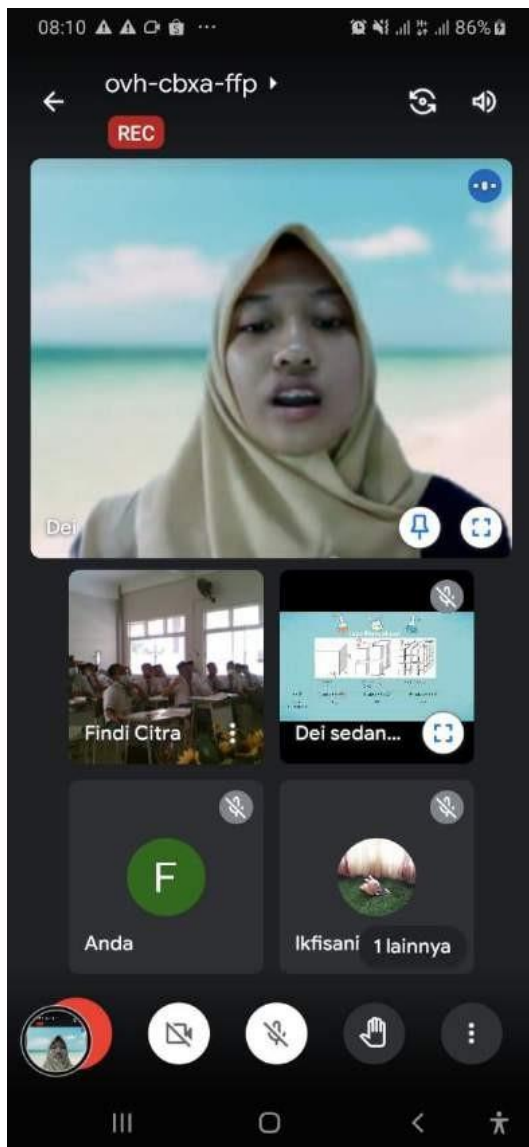 08:10
86%
ovh-cbxa-ffp
REC
Dei
Findi Citra
Dei sedan...
F
Anda
Ikfisani
1 lainnya